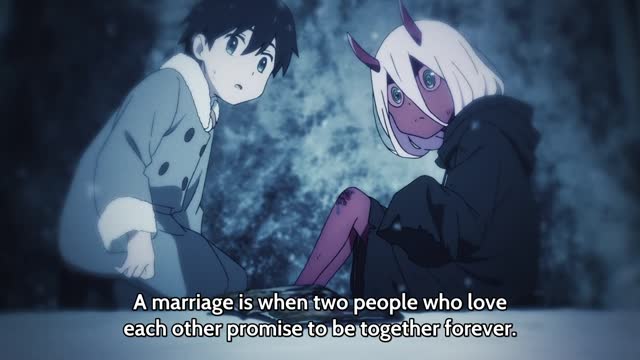 A marriage is when two people who love
each other promise to be together forever.